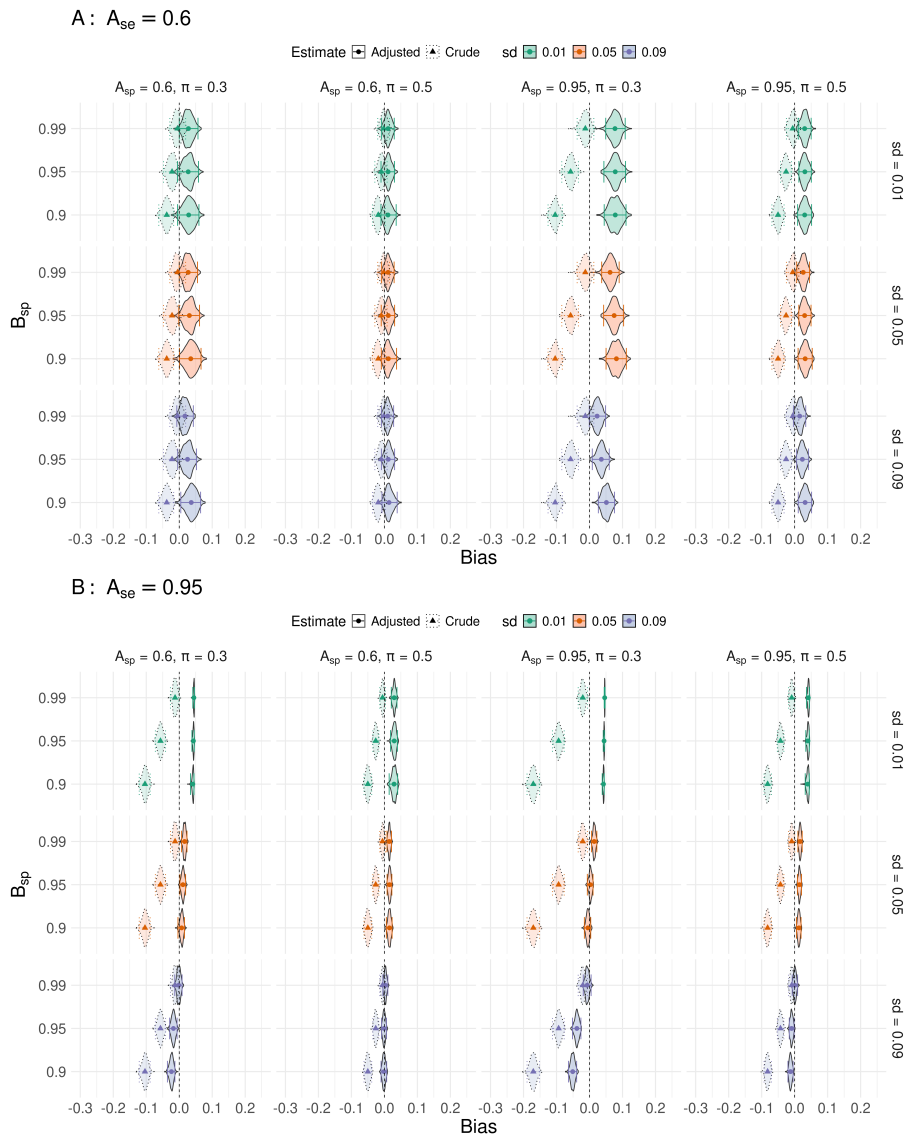 A : A_se = 0.6
Estimate Adjusted Crude sd 0.01 0.05 0.09
A_sp = 0.6, π = 0.3 A_sp = 0.6, π = 0.5 A_sp = 0.95, π = 0.3 A_sp = 0.95, π = 0.5
0.99
0.95
0.9
sd = 0.01
0.99
0.95
0.9
sd = 0.05
B_sp
0.99
0.95
0.9
sd = 0.09
-0.3 -0.2 -0.1 0.0 0.1 0.2 -0.3 -0.2 -0.1 0.0 0.1 0.2 -0.3 -0.2 -0.1 0.0 0.1 0.2 -0.3 -0.2 -0.1 0.0 0.1 0.2
Bias
B : A_se = 0.95
Estimate Adjusted Crude sd 0.01 0.05 0.09
A_sp = 0.6, π = 0.3 A_sp = 0.6, π = 0.5 A_sp = 0.95, π = 0.3 A_sp = 0.95, π = 0.5
0.99
0.95
0.9
sd = 0.01
0.99
0.95
0.9
sd = 0.05
B_sp
0.99
0.95
0.9
sd = 0.09
-0.3 -0.2 -0.1 0.0 0.1 0.2 -0.3 -0.2 -0.1 0.0 0.1 0.2 -0.3 -0.2 -0.1 0.0 0.1 0.2 -0.3 -0.2 -0.1 0.0 0.1 0.2
Bias